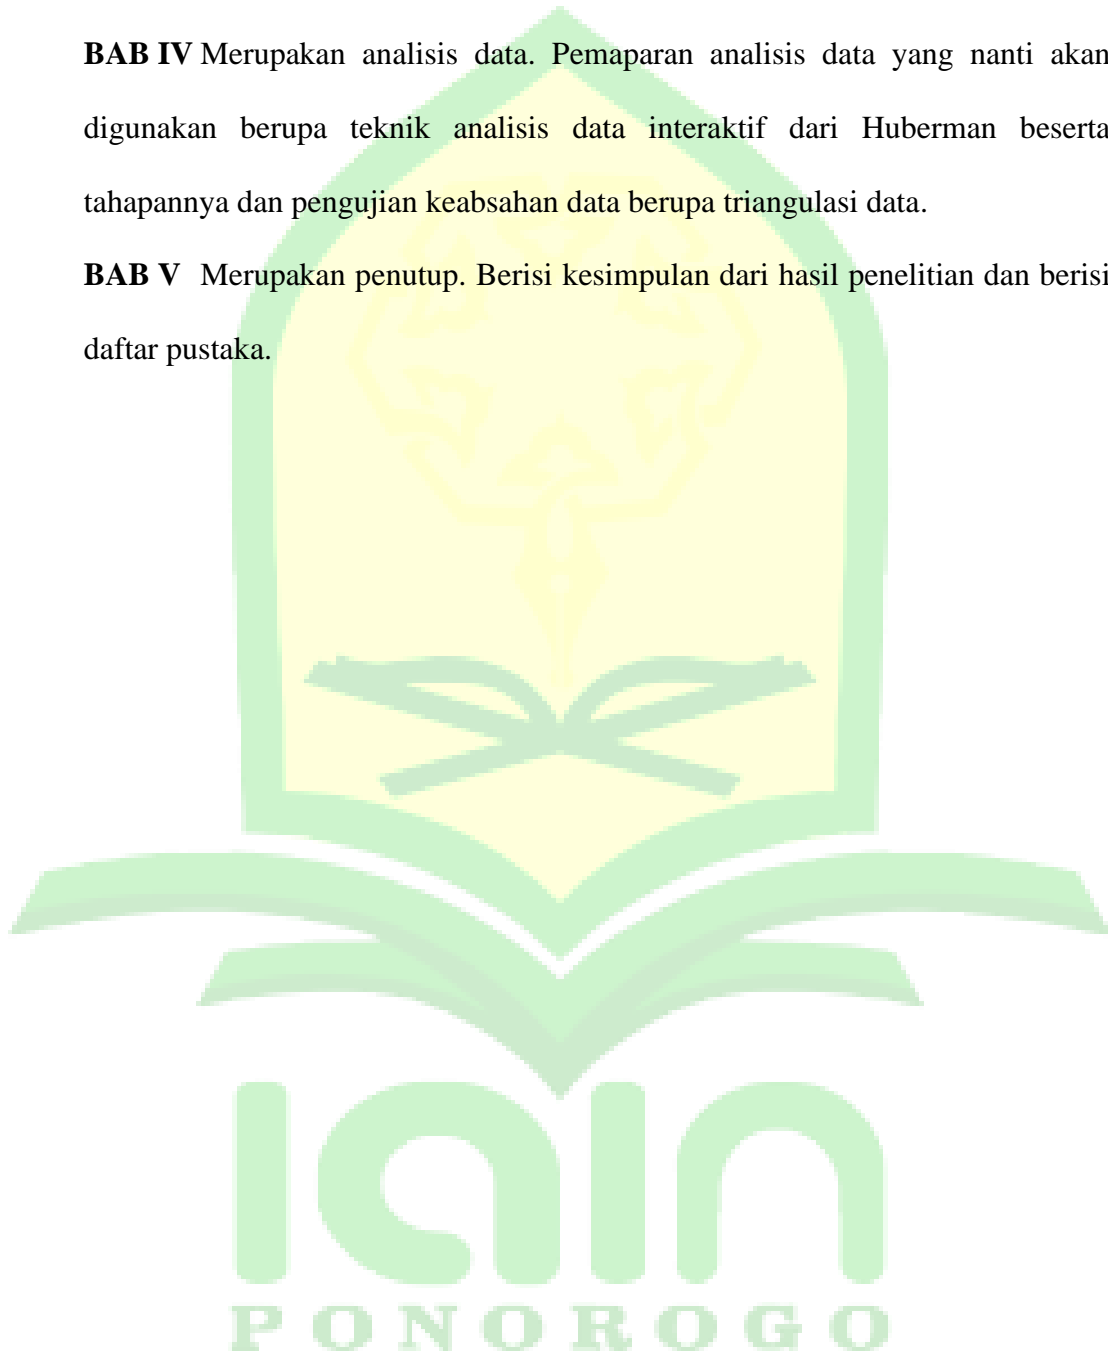 BAB IV Merupakan analisis data. Pemaparan analisis data yang nanti akan
digunakan berupa teknik analisis data interaktif dari Huberman beserta
tahapannya dan pengujian keabsahan data berupa triangulasi data.
BAB V Merupakan penutup. Berisi kesimpulan dari hasil penelitian dan berisi
daftar pustaka.
iain
PONOROGO